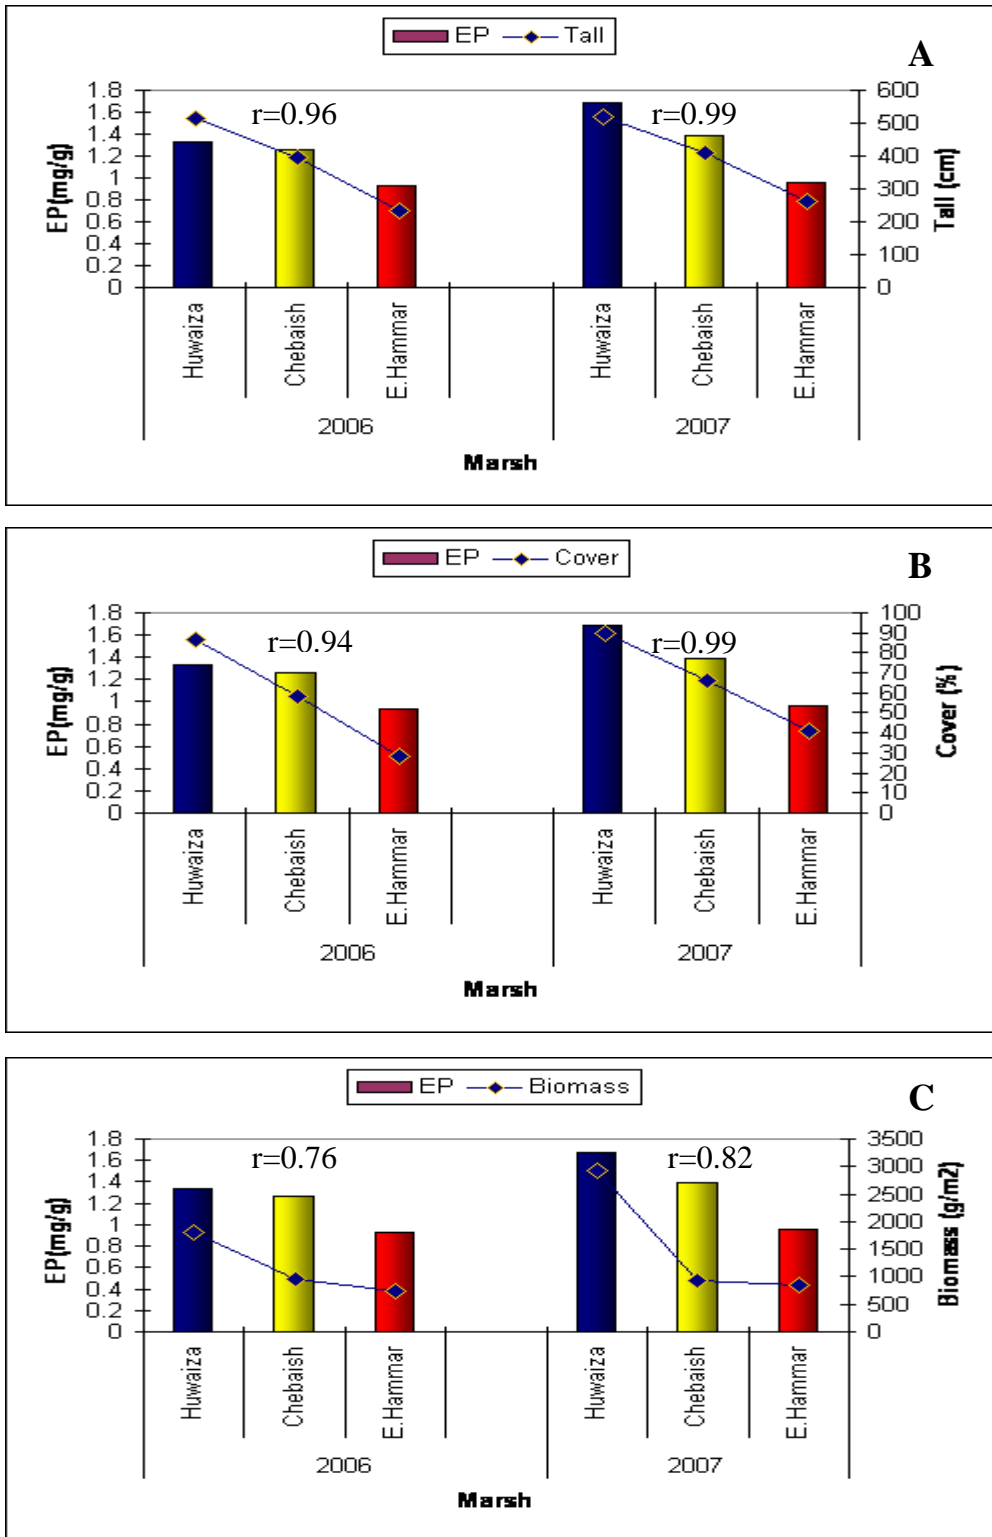 EP Tall
A
1.8 600
1.6 r=0.96 r=0.99 500
1.4
1.2 400
1 300
0.8
0.6 200
0.4 100
0.2
0 0
EP(mg/g)
Tall (cm)
Huwaiza Chebaish E.Hammar Huwaiza Chebaish E.Hammar
2006 2007
Marsh
EP Cover
B
1.8 100
1.6 90
1.4 r=0.94 r=0.99 80
1.2 70
1 60
0.8 50
0.6 40
0.4 30
0.2 20
0 10
0
EP(mg/g)
Cover (%)
Huwaiza Chebaish E.Hammar Huwaiza Chebaish E.Hammar
2006 2007
Marsh
EP Biomass
C
1.8 3500
1.6 r=0.76 r=0.82 3000
1.4 2500
1.2
1 2000
0.8 1500
0.6 1000
0.4
0.2 500
0 0
EP(mg/g)
Biomass (g/m2)
Huwaiza Chebaish E.Hammar Huwaiza Chebaish E.Hammar
2006 2007
Marsh